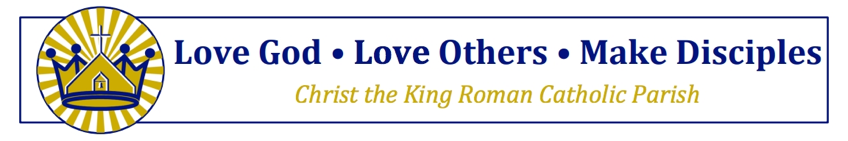 Love God • Love Others • Make Disciples
Christ the King Roman Catholic Parish